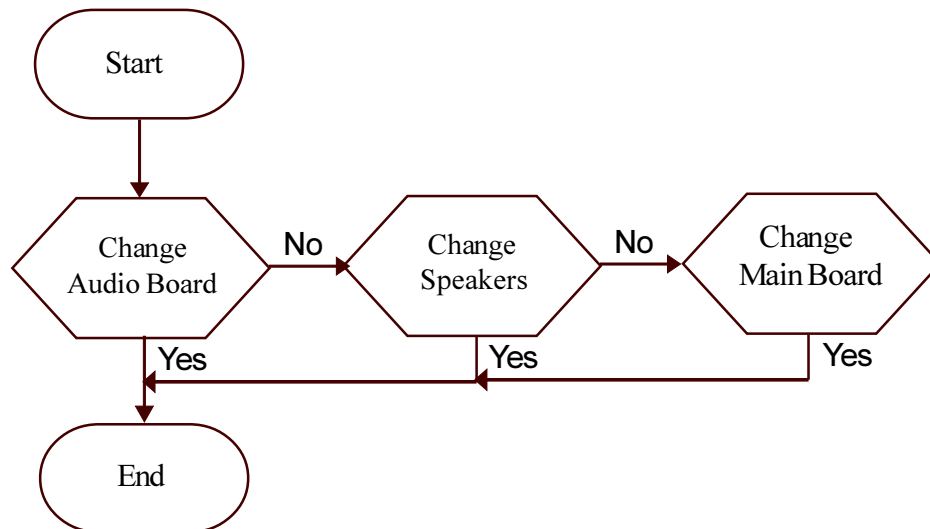 Start
Change
Audio Board
No
Change
Speakers
No
Change
Main Board
Yes
Yes
Yes
End